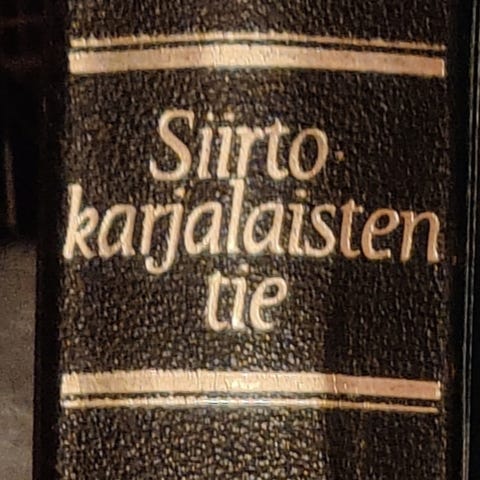 Siirto-
karjalaisten
tie